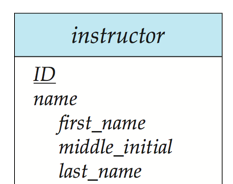 instructor
ID
name
first_name
middle_initial
last_name